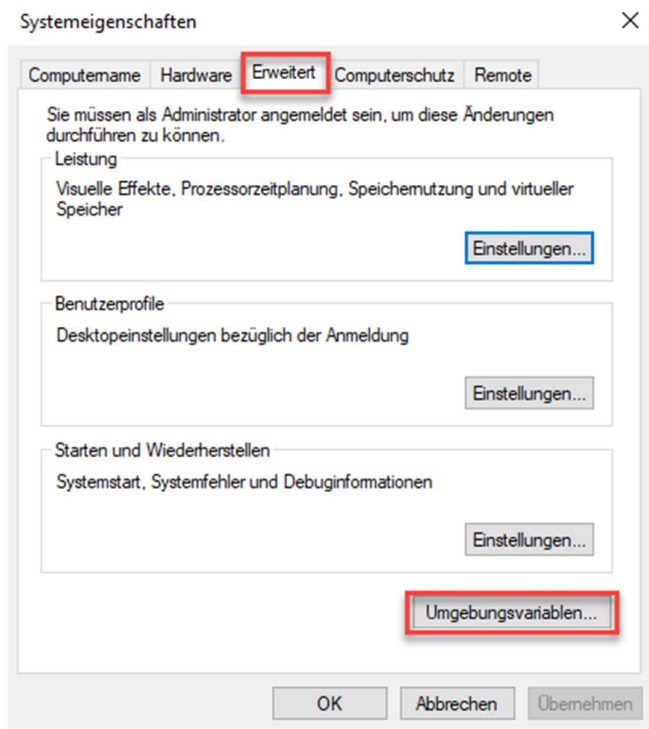 Systemeigenschaften
Computername Hardware Erweitert Computerschutz Remote
Sie müssen als Administrator angemeldet sein, um diese Änderungen
durchführen zu können.
Leistung
Visuelle Effekte, Prozessorzeitplanung, Speichernutzung und virtueller
Speicher
Einstellungen...
Benutzerprofile
Desktopeinstellungen bezüglich der Anmeldung
Einstellungen...
Starten und Wiederherstellen
Systemstart, Systemfehler und Debuginformationen
Einstellungen...
Umgebungsvariablen...
OK Abbrechen Übernehmen